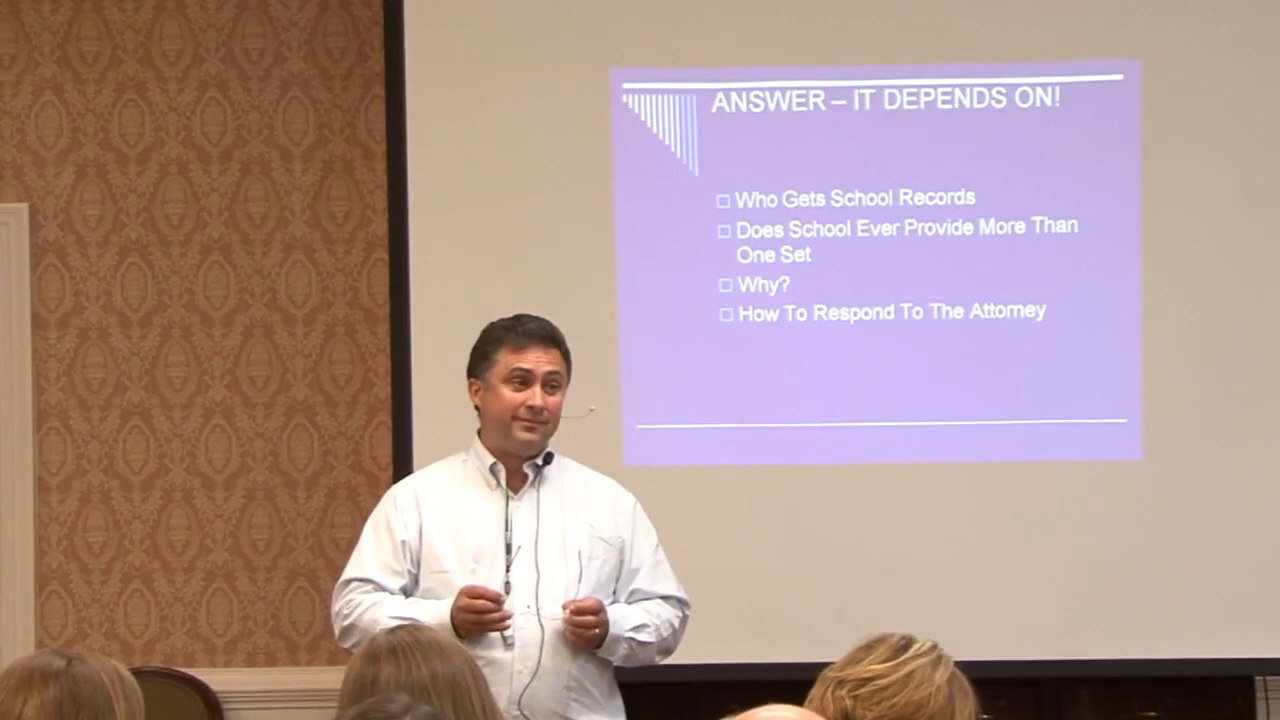 ANSWER – IT DEPENDS ON!
Who Gets School Records
Does School Ever Provide More Than
One Set
Why?
How To Respond To The Attorney